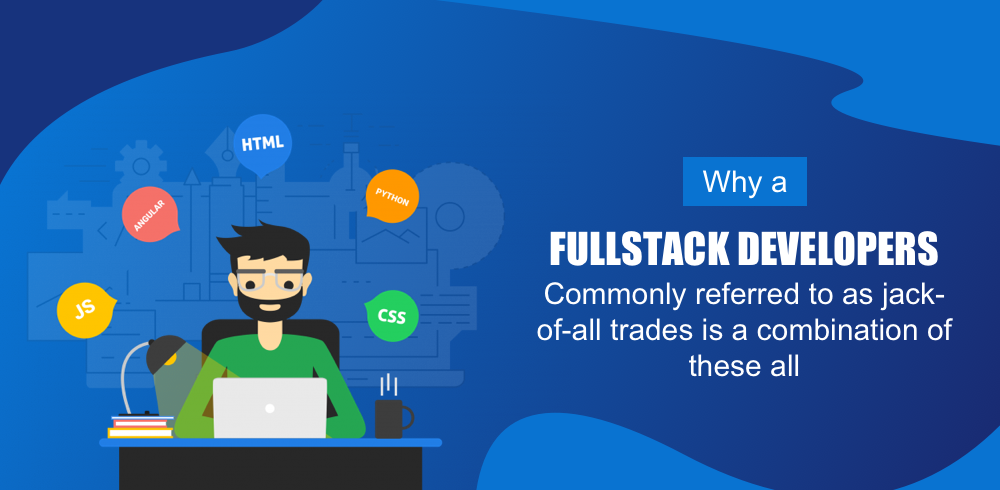 HTML
ANGULAR
PYTHON
JS
CSS
Why a
FULLSTACK DEVELOPERS
Commonly referred to as jack-
of-all trades is a combination of
these all